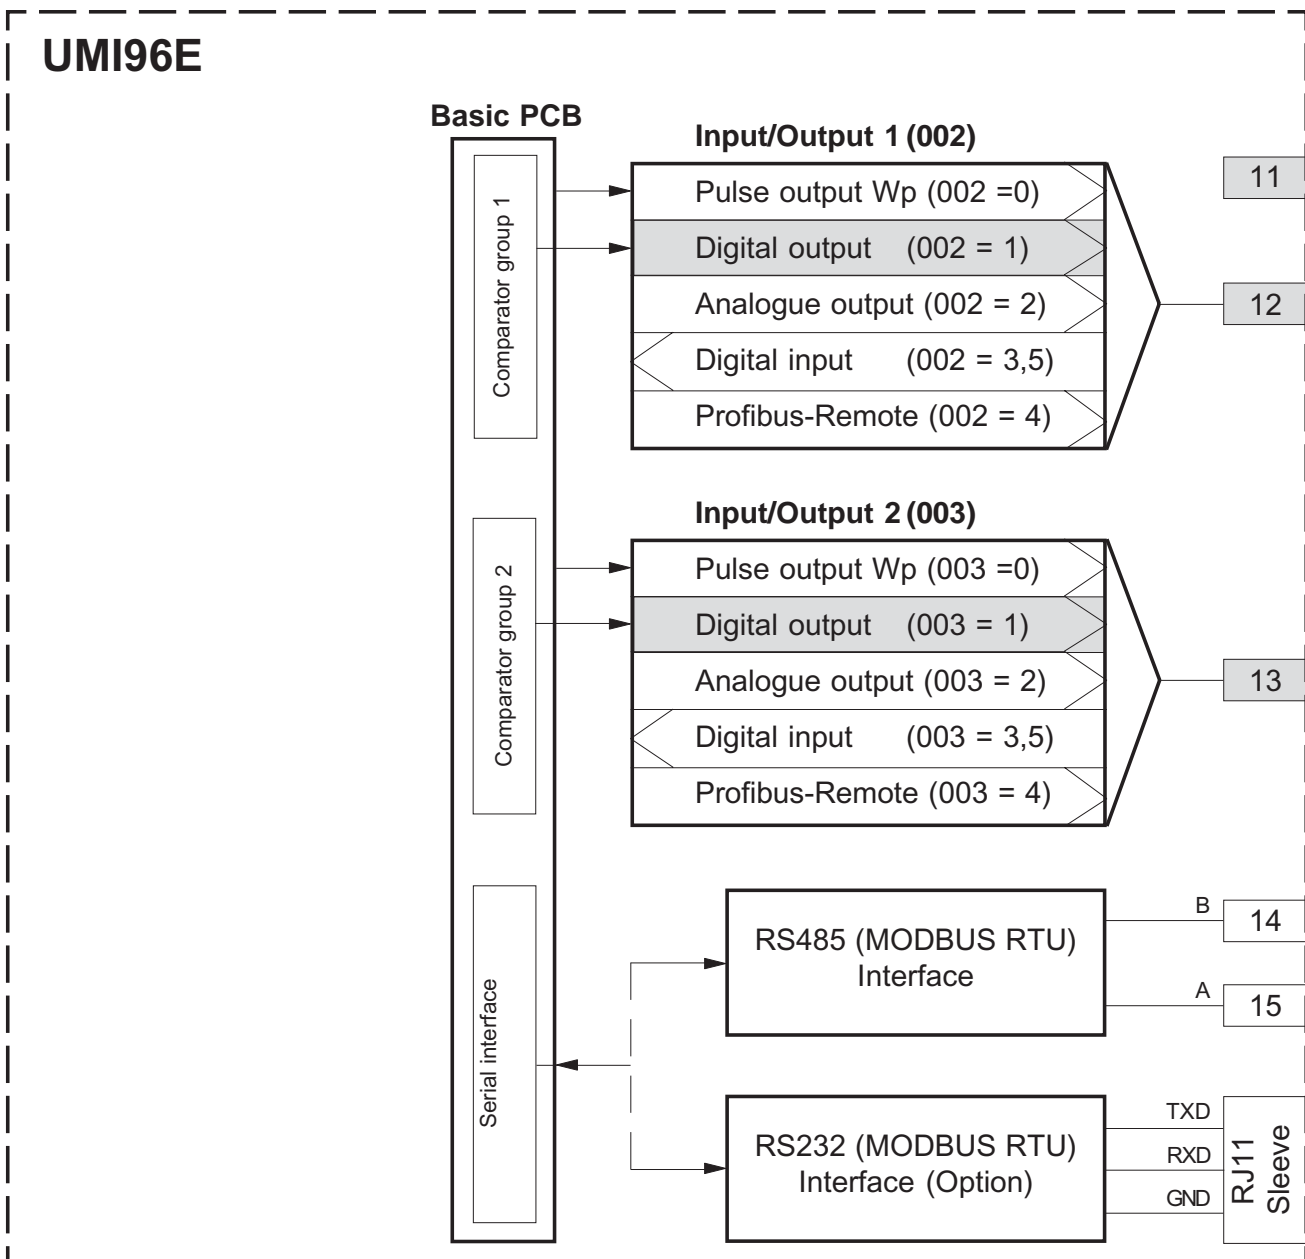 UMI96E
Basic PCB
Comparator group 1
Input/Output 1 (002)
Pulse output Wp (002 =0)
Digital output (002 = 1)
Analogue output (002 = 2)
Digital input (002 = 3,5)
Profibus-Remote (002 = 4)
11
12
Comparator group 2
Input/Output 2 (003)
Pulse output Wp (003 =0)
Digital output (003 = 1)
Analogue output (003 = 2)
Digital input (003 = 3,5)
Profibus-Remote (003 = 4)
13
Serial interface
RS485 (MODBUS RTU)
Interface
B
14
A
15
RS232 (MODBUS RTU)
Interface (Option)
TXD
RXD
GND
RJ11
Sleeve